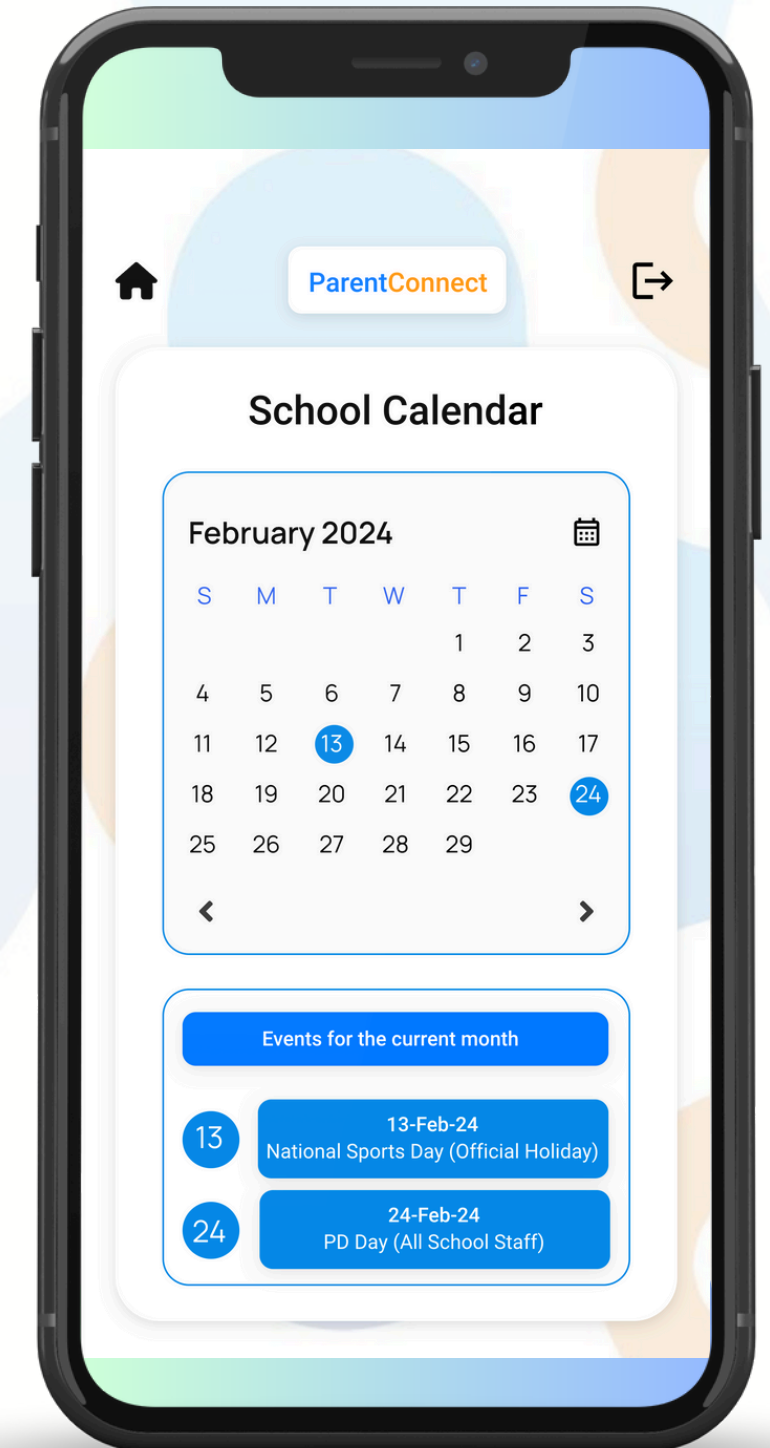 ParentConnect
School Calendar
February 2024
S M T W T F S
1 2 3
4 5 6 7 8 9 10
11 12 13 14 15 16 17
18 19 20 21 22 23 24
25 26 27 28 29
Events for the current month
13
13-Feb-24
National Sports Day (Official Holiday)
24
24-Feb-24
PD Day (All School Staff)